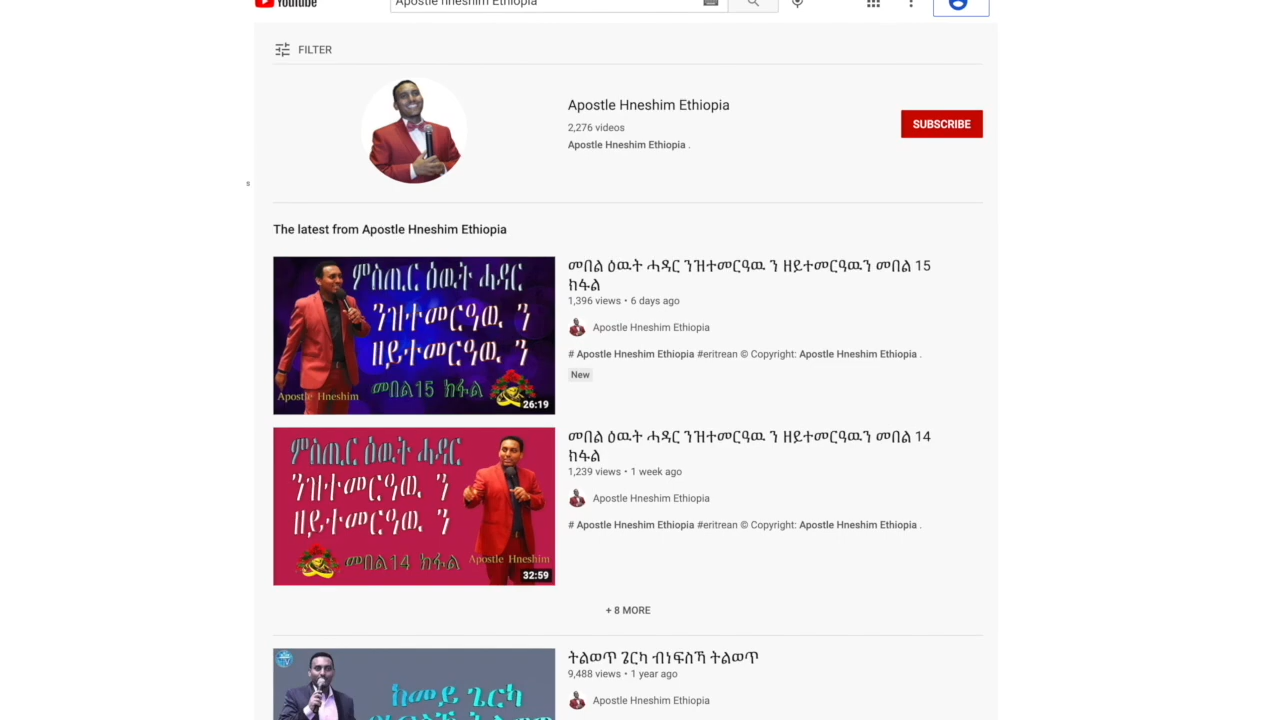 YouTube
Apostle hneshim Ethiopia
FILTER
Apostle Hneshim Ethiopia
2,276 videos
Apostle Hneshim Ethiopia .
SUBSCRIBE
s
The latest from Apostle Hneshim Ethiopia
ምስጢር ዕዉት ሓዳር
ንዝተመርዓዉ ን
ዘይተመርዓዉ ን
መበል15 ክፋል
Apostle Hneshim
26:19
መበል ዕዉት ሓዳር ንዝተመርዓዉ ን ዘይተመርዓዉን መበል 15
ክፋል
1,396 views • 6 days ago
Apostle Hneshim Ethiopia
# Apostle Hneshim Ethiopia #eritrean © Copyright: Apostle Hneshim Ethiopia .
New
ምስጢር ዕዉት ሓዳር
ንዝተመርዓዉ ን
ዘይተመርዓዉ ን
መበል14 ክፋል
Apostle Hneshim
32:59
መበል ዕዉት ሓዳር ንዝተመርዓዉ ን ዘይተመርዓዉን መበል 14
ክፋል
1,239 views • 1 week ago
Apostle Hneshim Ethiopia
# Apostle Hneshim Ethiopia #eritrean © Copyright: Apostle Hneshim Ethiopia .
+ 8 MORE
ከመይ ጌርካ
ትልወጥ ጌርካ ብነፍስኻ ትልወጥ
9,488 views • 1 year ago
Apostle Hneshim Ethiopia